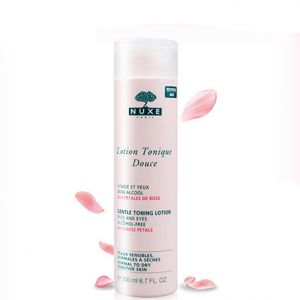 NUXE
PARIS
Lotion Tonique
Douce
VISAGE ET YEUX
SANS ALCOOL
AUX PÉTALES DE ROSE
GENTLE TONING LOTION
FACE AND EYES
ALCOHOL-FREE
WITH ROSE PETALS
PEAUX SENSIBLES,
NORMALES À SÈCHES
NORMAL TO DRY
SENSITIVE SKIN
200 ml 6.7 FL. OZ